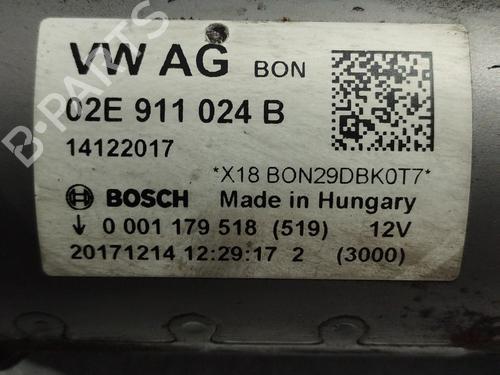 VW AG BON
02E 911 024 B
14122017
*X18 BON29DBK0T7*
BOSCH Made in Hungary
↓ 0 001 179 518 (519) 12V
20171214 12:29:17 2 (3000)
B-PARTS